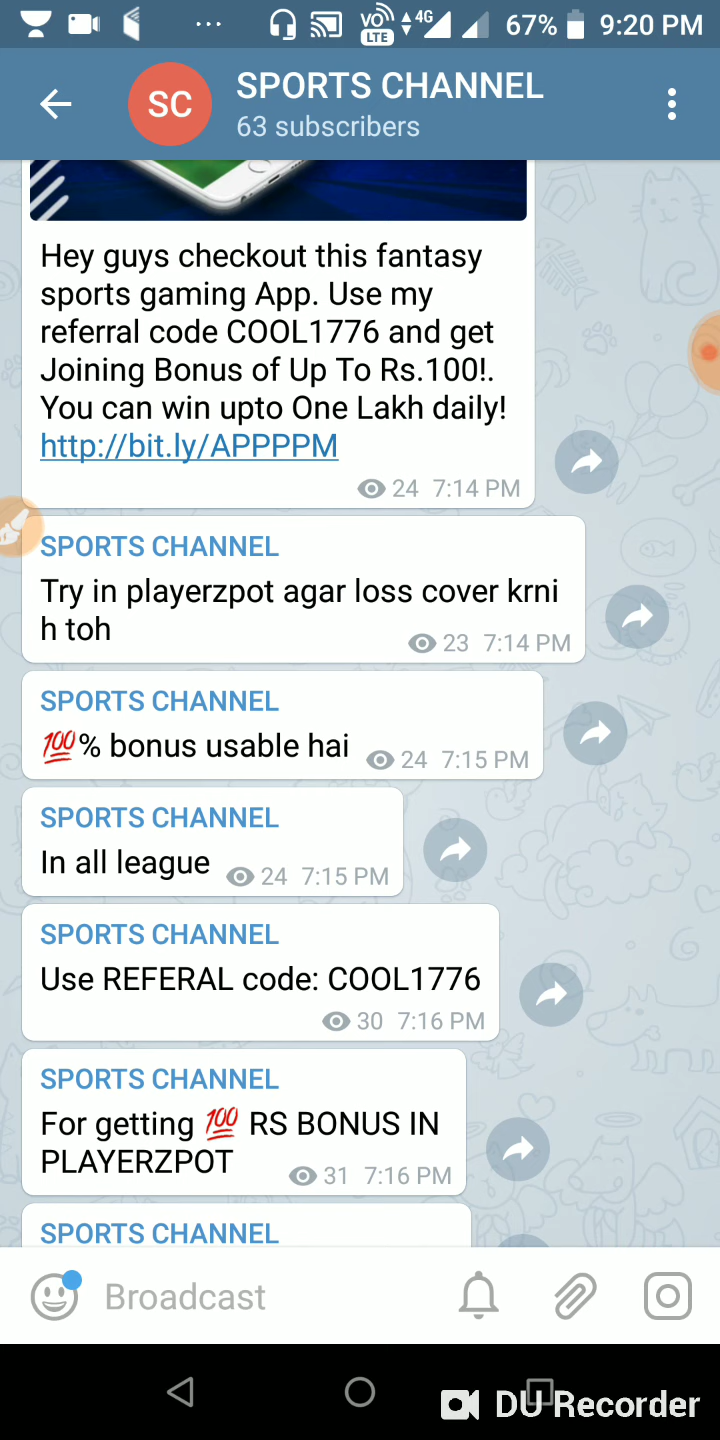 VO 4G 67% 9:20 PM
LTE
SC SPORTS CHANNEL
63 subscribers
Hey guys checkout this fantasy
sports gaming App. Use my
referral code COOL1776 and get
Joining Bonus of Up To Rs.100!.
You can win upto One Lakh daily!
http://bit.ly/APPPPM
24 7:14 PM
SPORTS CHANNEL
Try in playerzpot agar loss cover krni
h toh
23 7:14 PM
SPORTS CHANNEL
💯% bonus usable hai
24 7:15 PM
SPORTS CHANNEL
In all league
24 7:15 PM
SPORTS CHANNEL
Use REFERAL code: COOL1776
30 7:16 PM
SPORTS CHANNEL
For getting 💯 RS BONUS IN
PLAYERZPOT
31 7:16 PM
SPORTS CHANNEL
Broadcast
DU Recorder